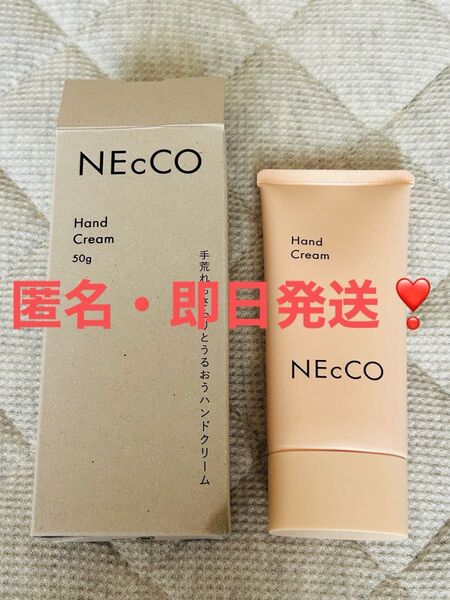 NEcCO
Hand
Cream
50g
手荒れ
とうるおうハンドクリーム
匿名・即日発送❣️
Hand
Cream
NEcCO